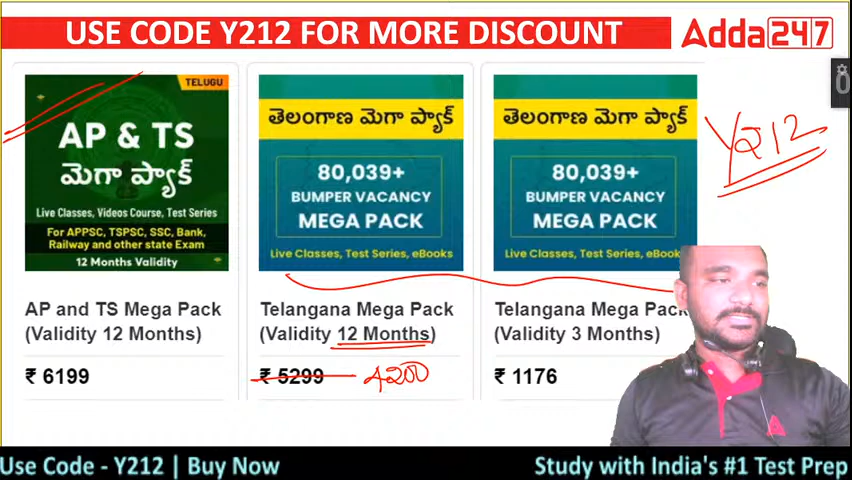 USE CODE Y212 FOR MORE DISCOUNT
Adda247
TELUGU
AP & TS
మెగా ప్యాక్
Live Classes, Videos Course, Test Series
For APPSC, TSPSC, SSC, Bank,
Railway and other state Exam
12 Months Validity
AP and TS Mega Pack
(Validity 12 Months)
₹ 6199
తెలంగాణ మెగా ప్యాక్
80,039+
BUMPER VACANCY
MEGA PACK
Live Classes, Test Series, eBooks
Telangana Mega Pack
(Validity 12 Months)
₹ 5299 4200
తెలంగాణ మెగా ప్యాక్
80,039+
BUMPER VACANCY
MEGA PACK
Live Classes, Test Series, eBook
Telangana Mega Pack
(Validity 3 Months)
₹ 1176
Y212
Use Code - Y212 | Buy Now
Study with India's #1 Test Prep